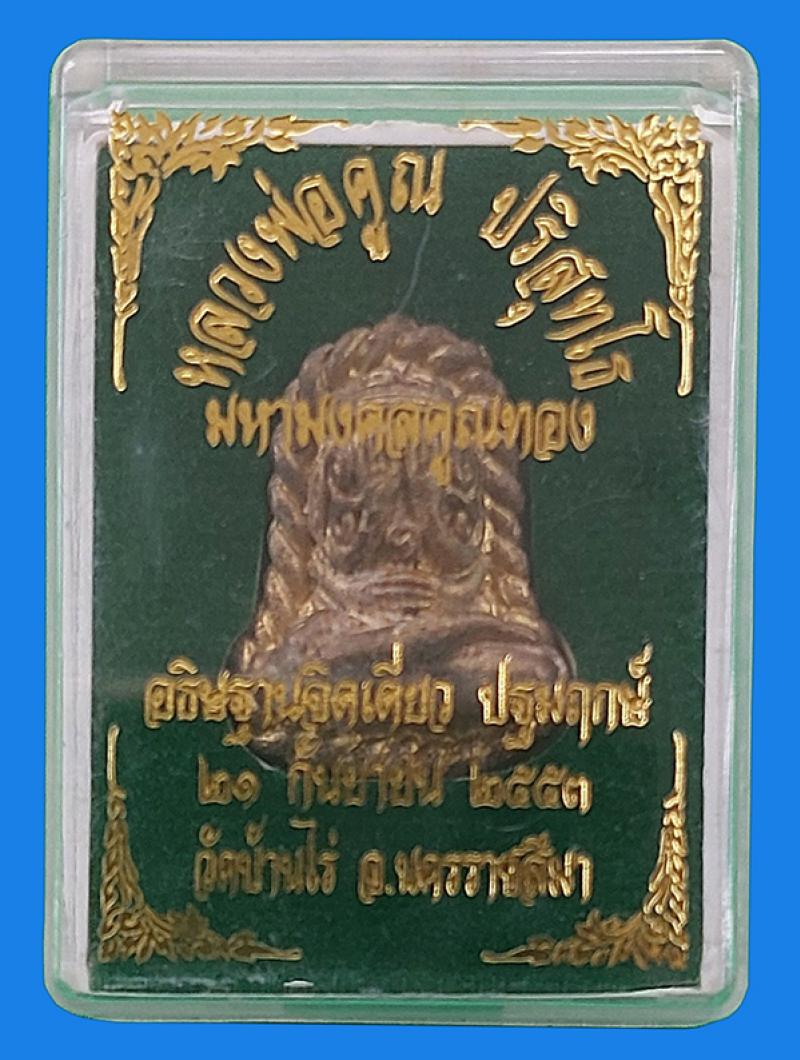 หลวงพ่อคูณ ปริสุทฺโธ
มหามงคลคูณทอง
อธิษฐานจิตเดี่ยว ปฐมฤกษ์
๒๑ กันยายน ๒๕๕๓
วัดบ้านไร่ จ.นครราชสีมา